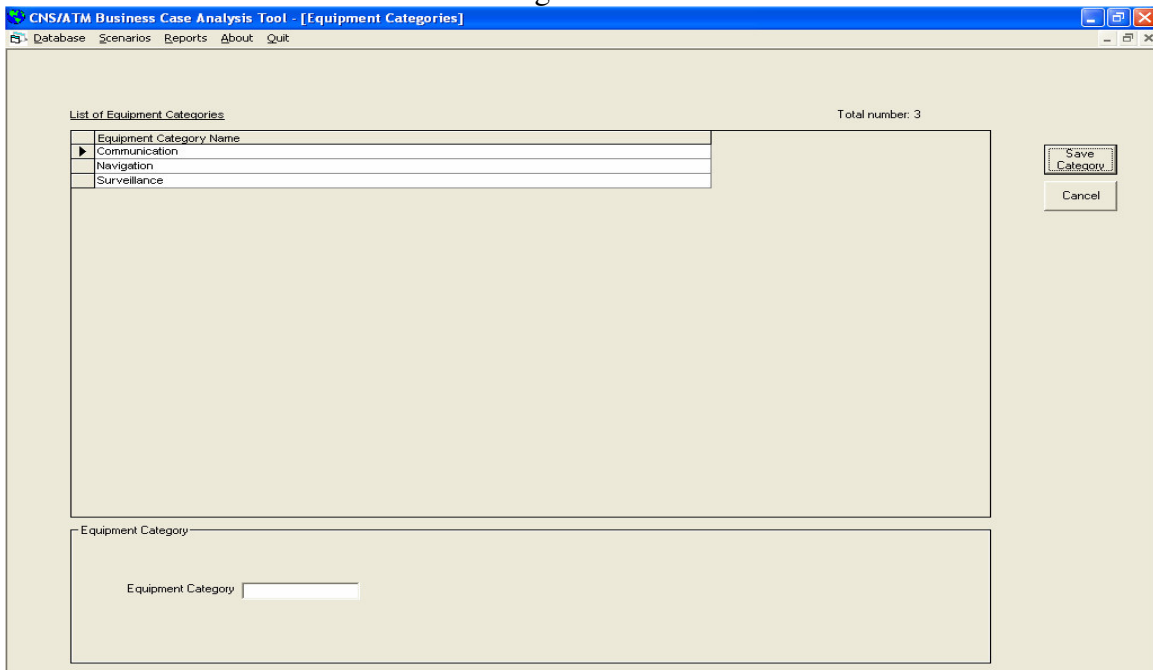 CNS/ATM Business Case Analysis Tool - [Equipment Categories]
Database Scenarios Reports About Quit
List of Equipment Categories
Total number: 3
Equipment Category Name
Communication
Navigation
Surveillance
Save
Category
Cancel
Equipment Category
Equipment Category